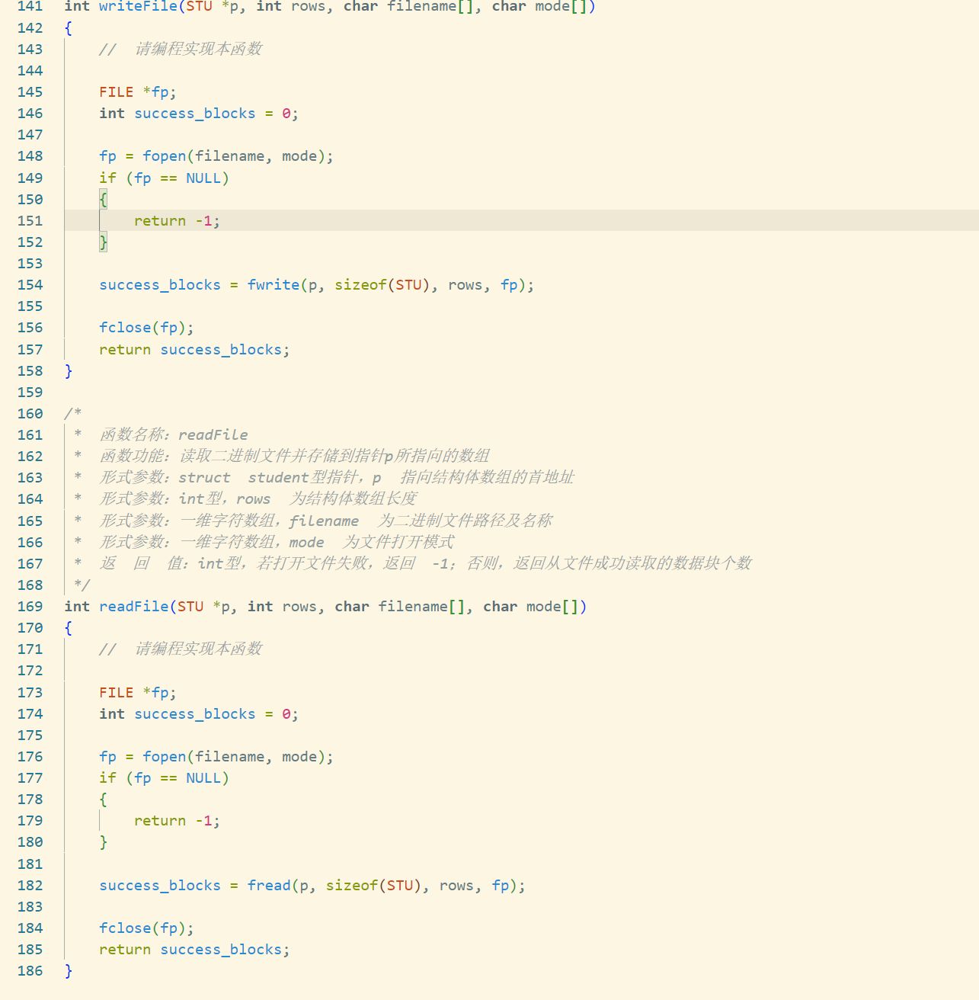 141 int writeFile(STU *p, int rows, char filename[], char mode[])
142 {
143     //  请编程实现本函数
144
145     FILE *fp;
146     int success_blocks = 0;
147
148     fp = fopen(filename, mode);
149     if (fp == NULL)
150     {
151         return -1;
152     }
153
154     success_blocks = fwrite(p, sizeof(STU), rows, fp);
155
156     fclose(fp);
157     return success_blocks;
158 }
159
160 /*
161  *  函数名称：readFile
162  *  函数功能：读取二进制文件并存储到指针p所指向的数组
163  *  形式参数：struct  student型指针，p  指向结构体数组的首地址
164  *  形式参数：int型，rows  为结构体数组长度
165  *  形式参数：一维字符数组，filename  为二进制文件路径及名称
166  *  形式参数：一维字符数组，mode  为文件打开模式
167  *  返  回  值：int型，若打开文件失败，返回  -1；否则，返回从文件成功读取的数据块个数
168  */
169 int readFile(STU *p, int rows, char filename[], char mode[])
170 {
171     //  请编程实现本函数
172
173     FILE *fp;
174     int success_blocks = 0;
175
176     fp = fopen(filename, mode);
177     if (fp == NULL)
178     {
179         return -1;
180     }
181
182     success_blocks = fread(p, sizeof(STU), rows, fp);
183
184     fclose(fp);
185     return success_blocks;
186 }